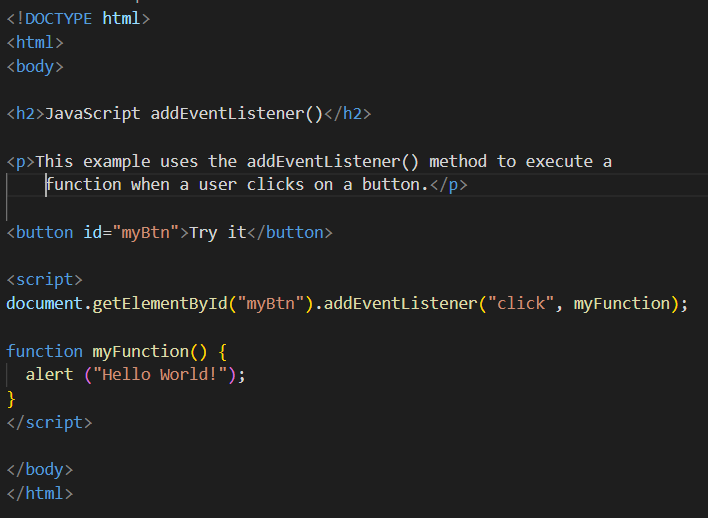 <!DOCTYPE html>
<html>
<body>

<h2>JavaScript addEventListener()</h2>

<p>This example uses the addEventListener() method to execute a
    function when a user clicks on a button.</p>

<button id="myBtn">Try it</button>

<script>
document.getElementById("myBtn").addEventListener("click", myFunction);

function myFunction() {
  alert ("Hello World!");
}
</script>

</body>
</html>